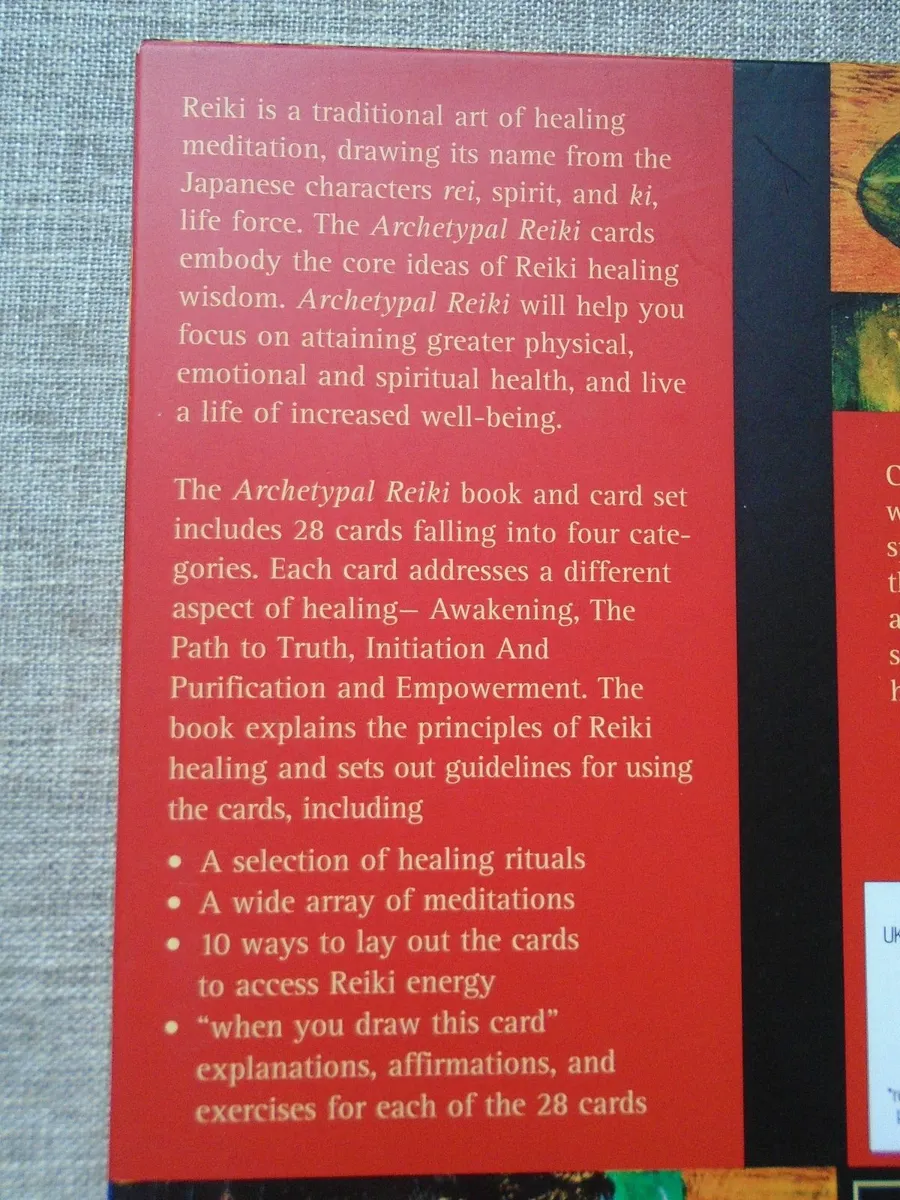 Reiki is a traditional art of healing
meditation, drawing its name from the
Japanese characters rei, spirit, and ki,
life force. The Archetypal Reiki cards
embody the core ideas of Reiki healing
wisdom. Archetypal Reiki will help you
focus on attaining greater physical,
emotional and spiritual health, and live
a life of increased well-being.
The Archetypal Reiki book and card set
includes 28 cards falling into four cate-
gories. Each card addresses a different
aspect of healing— Awakening, The
Path to Truth, Initiation And
Purification and Empowerment. The
book explains the principles of Reiki
healing and sets out guidelines for using
the cards, including
• A selection of healing rituals
• A wide array of meditations
• 10 ways to lay out the cards
to access Reiki energy
• “when you draw this card”
explanations, affirmations, and
exercises for each of the 28 cards
UK